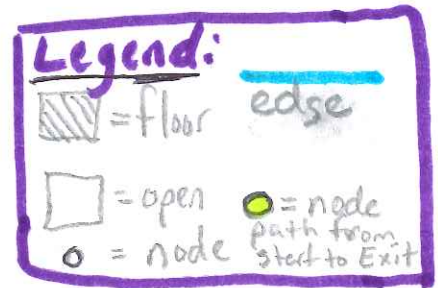 Legend:
= floor
edge
= open
= node
= node
path from
start to Exit